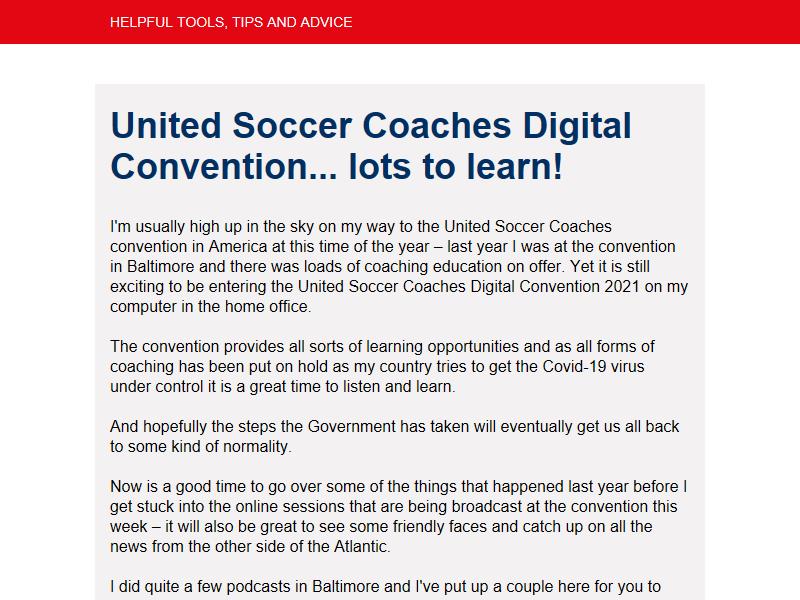 HELPFUL TOOLS, TIPS AND ADVICE
United Soccer Coaches Digital
Convention... lots to learn!
I'm usually high up in the sky on my way to the United Soccer Coaches
convention in America at this time of the year – last year I was at the convention
in Baltimore and there was loads of coaching education on offer. Yet it is still
exciting to be entering the United Soccer Coaches Digital Convention 2021 on my
computer in the home office.
The convention provides all sorts of learning opportunities and as all forms of
coaching has been put on hold as my country tries to get the Covid-19 virus
under control it is a great time to listen and learn.
And hopefully the steps the Government has taken will eventually get us all back
to some kind of normality.
Now is a good time to go over some of the things that happened last year before I
get stuck into the online sessions that are being broadcast at the convention this
week – it will also be great to see some friendly faces and catch up on all the
news from the other side of the Atlantic.
I did quite a few podcasts in Baltimore and I've put up a couple here for you to